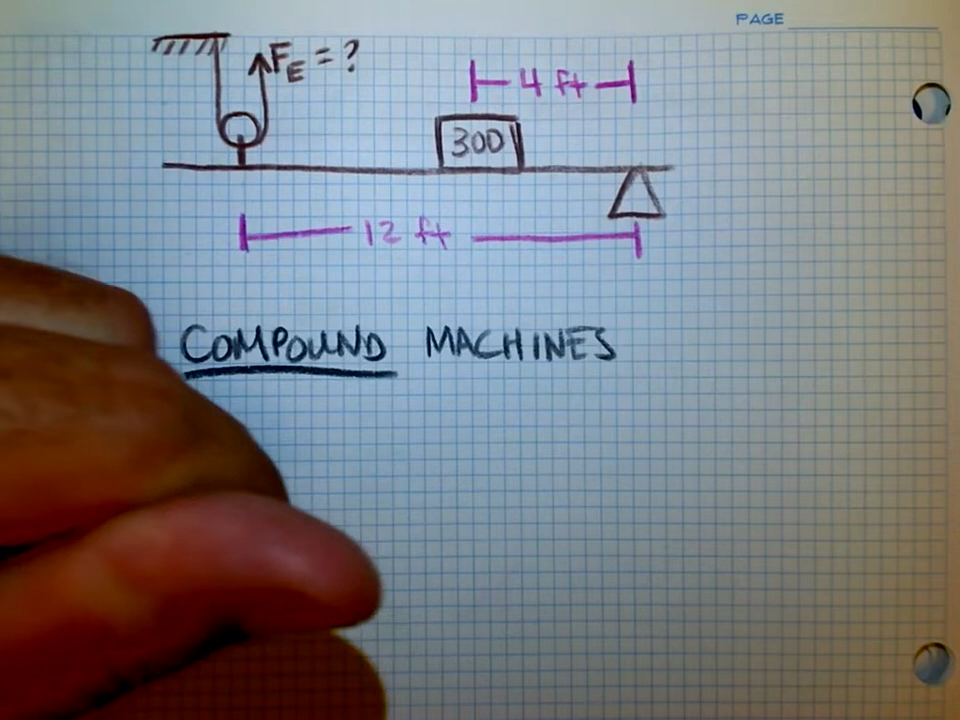 PAGE
F_E = ?
4 ft
300
12 ft
COMPOUND MACHINES